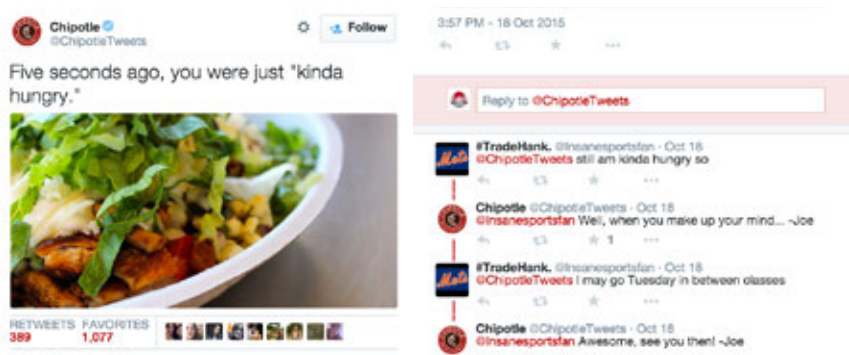 Chipotle
@ChipotleTweets
Follow
Five seconds ago, you were just "kinda
hungry."
RETWEETS FAVORITES
389 1,077
3:57 PM - 18 Oct 2015
Reply to @ChipotleTweets
#TradeHank. @Insanesportsfan · Oct 18
@ChipotleTweets still am kinda hungry so
Chipotle @ChipotleTweets · Oct 18
@Insanesportsfan Well, when you make up your mind... -Joe
1
#TradeHank. @Insanesportsfan · Oct 18
@ChipotleTweets I may go Tuesday in between classes
Chipotle @ChipotleTweets · Oct 18
@Insanesportsfan Awesome, see you then! -Joe